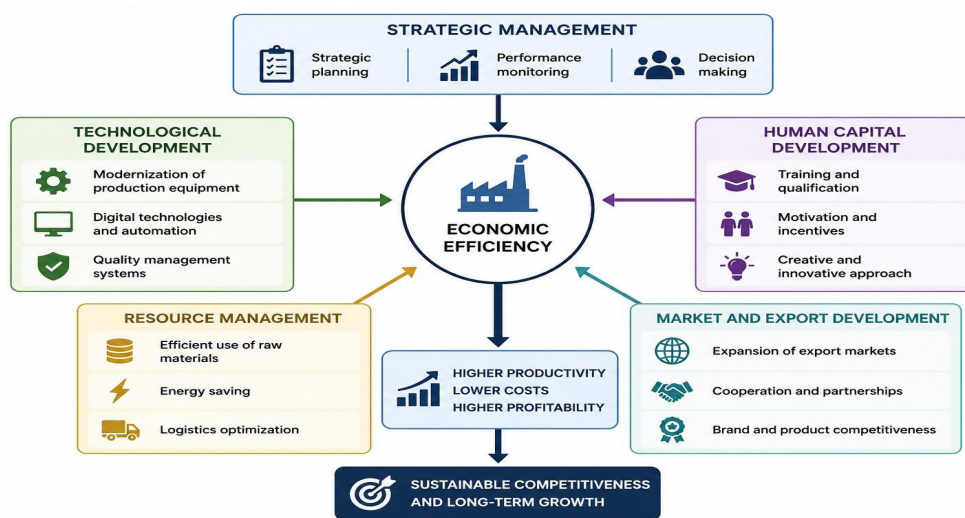 STRATEGIC MANAGEMENT
Strategic
planning
Performance
monitoring
Decision
making
TECHNOLOGICAL
DEVELOPMENT
Modernization of
production equipment
Digital technologies
and automation
Quality management
systems
ECONOMIC
EFFICIENCY
HUMAN CAPITAL
DEVELOPMENT
Training and
qualification
Motivation and
incentives
Creative and
innovative approach
RESOURCE MANAGEMENT
Efficient use of raw
materials
Energy saving
Logistics optimization
HIGHER PRODUCTIVITY
LOWER COSTS
HIGHER PROFITABILITY
MARKET AND EXPORT DEVELOPMENT
Expansion of export markets
Cooperation and partnerships
Brand and product competitiveness
SUSTAINABLE COMPETITIVENESS
AND LONG-TERM GROWTH